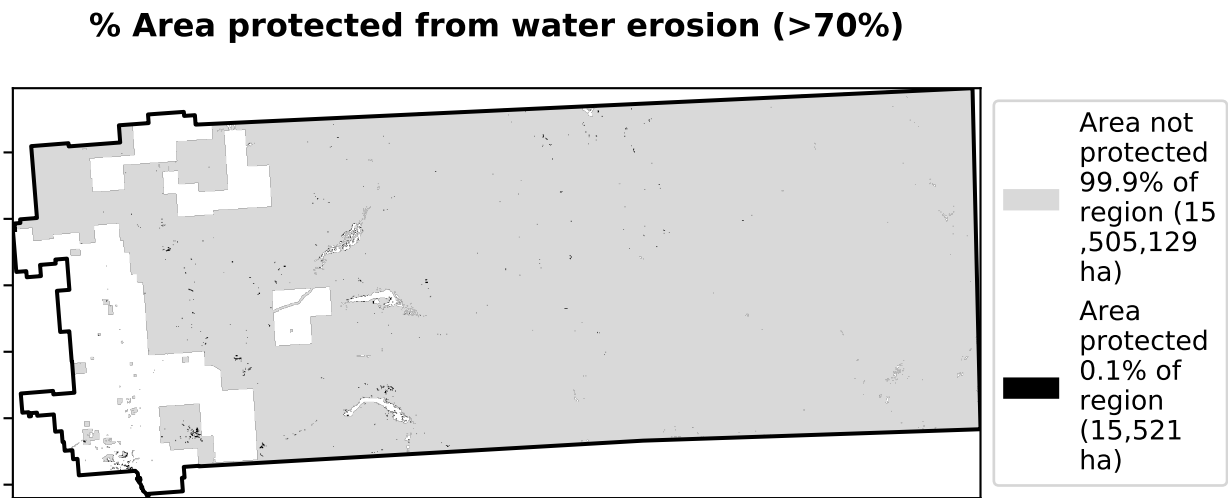 % Area protected from water erosion (>70%)
Area not
protected
99.9% of
region (15
,505,129
ha)
Area
protected
0.1% of
region
(15,521
ha)